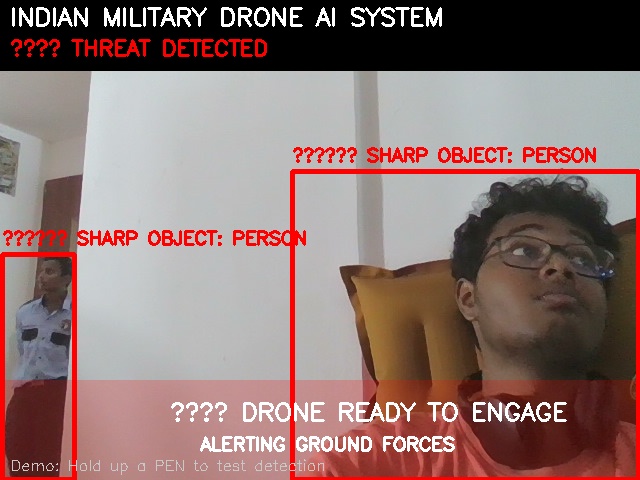 INDIAN MILITARY DRONE AI SYSTEM
???? THREAT DETECTED
?????? SHARP OBJECT: PERSON
?????? SHARP OBJECT: PERSON
???? DRONE READY TO ENGAGE
ALERTING GROUND FORCES
Demo: Hold up a PEN to test detection